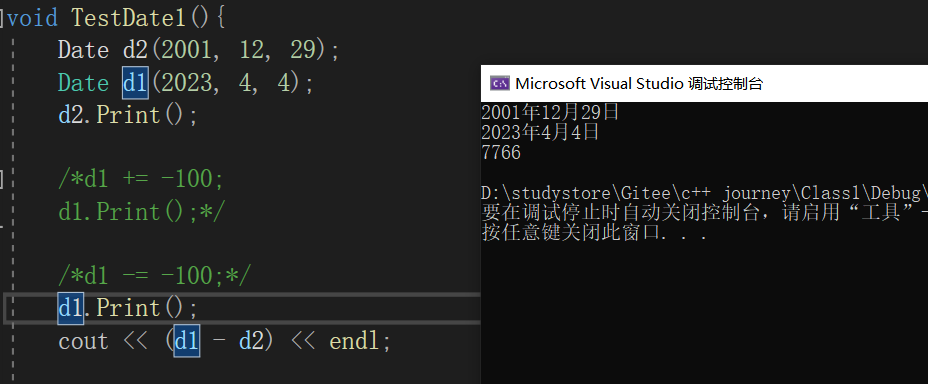 void TestDate1(){
Date d2(2001, 12, 29);
Date d1(2023, 4, 4);
d2.Print();
/*d1 += -100;
d1.Print();*/
/*d1 -= -100;*/
d1.Print();
cout << (d1 - d2) << endl;
Microsoft Visual Studio 调试控制台
2001年12月29日
2023年4月4日
7766
D:\studystore\Gitee\c++ journey\Class1\Debug\
要在调试停止时自动关闭控制台，请启用“工具”-
按任意键关闭此窗口. . .